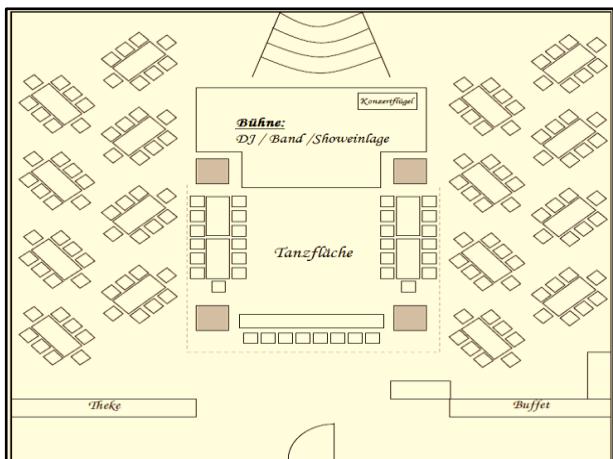 Konzertflügel
Bühne:
DJ / Band /Showeinlage
Tanzfläche
Theke
Buffet